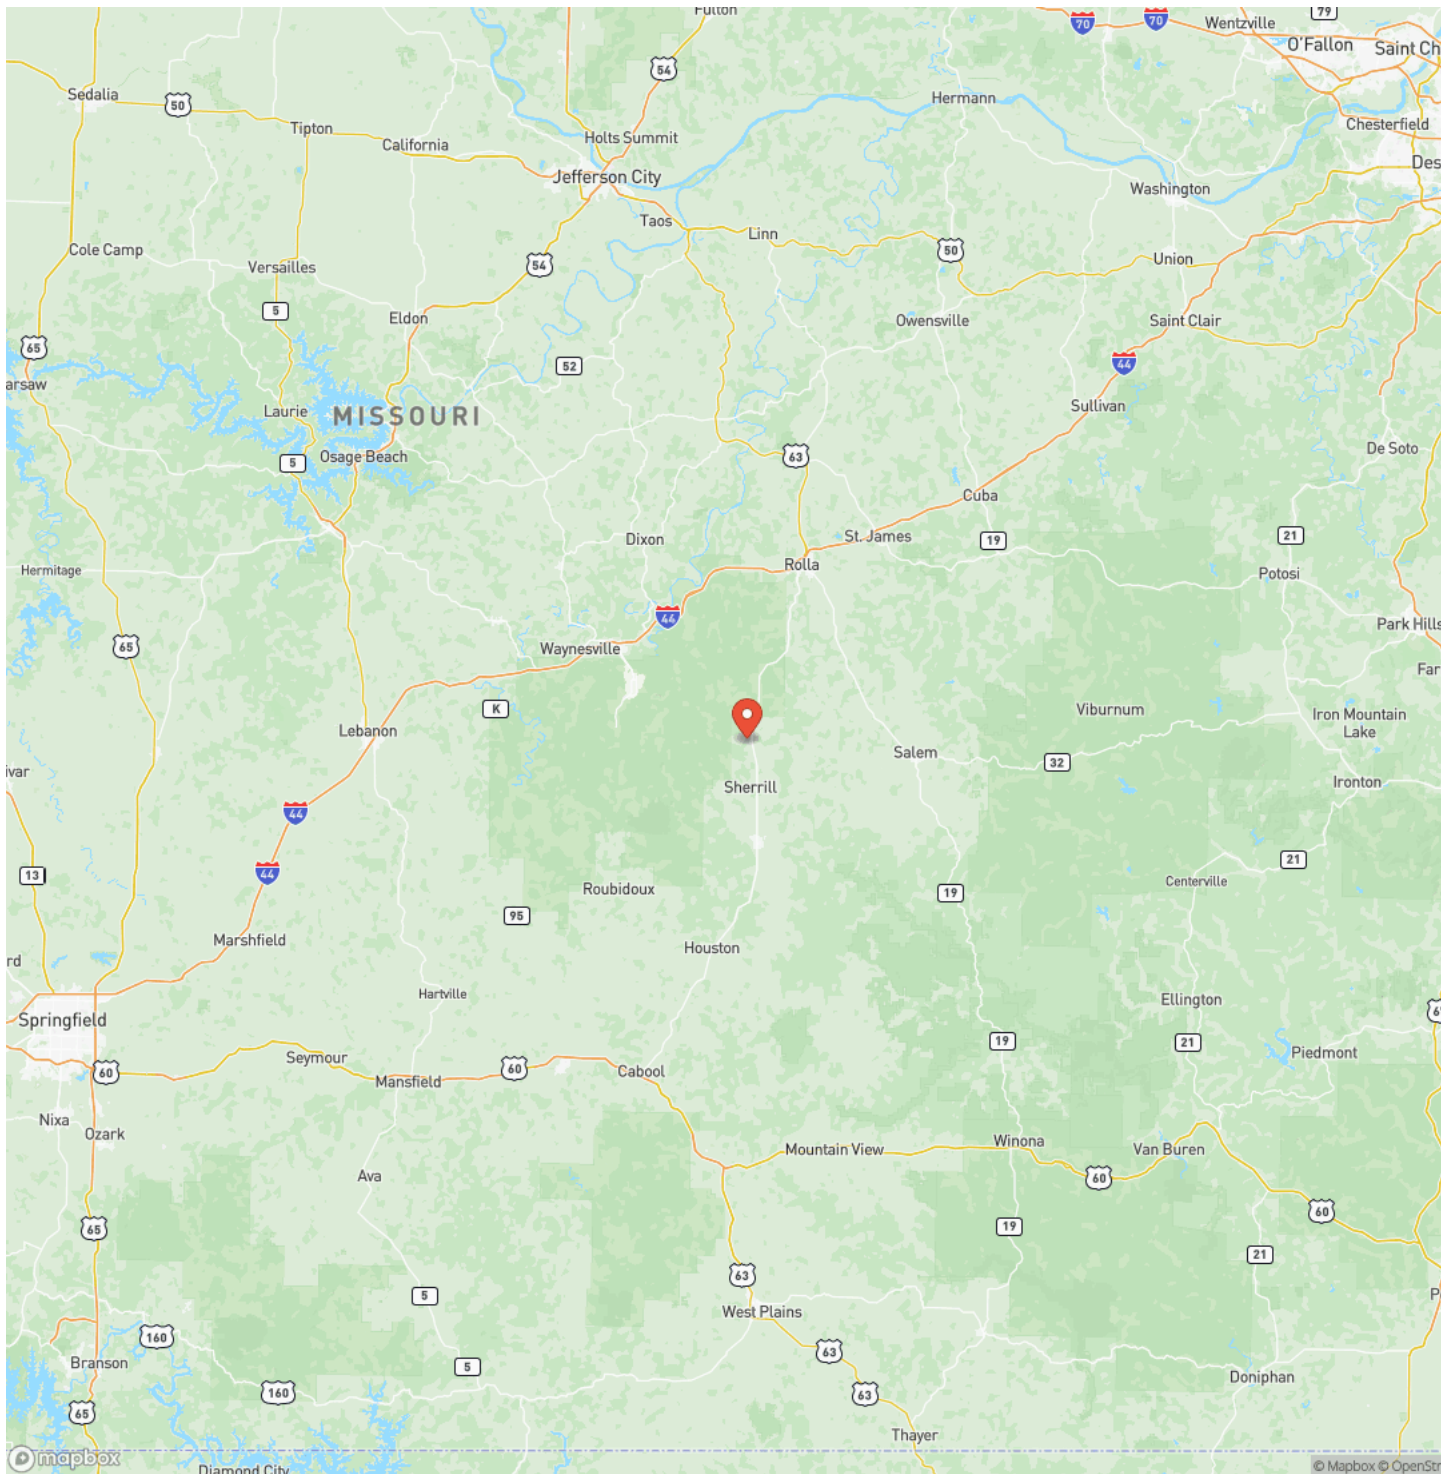 Fulton
70
70
Wentzville
79
O'Fallon
Saint Ch
54
Sedalia
50
Hermann
Tipton
California
Holts Summit
Chesterfield
Des
Jefferson City
Washington
Taos
Linn
Cole Camp
50
Versailles
54
Union
5
Eldon
Owensville
Saint Clair
65
52
44
arsaw
Laurie
MISSOURI
Sullivan
Osage Beach
63
De Soto
5
Cuba
Dixon
St. James
19
21
Hermitage
Rolla
Potosi
44
Park Hills
65
Waynesville
Far
K
Viburnum
Iron Mountain
Lake
Lebanon
Salem
32
ivar
Sherrill
Ironton
44
21
13
44
Centerville
Roubidoux
19
95
Marshfield
Houston
rd
Hartville
Ellington
6
Springfield
19
21
Piedmont
Seymour
60
60
Cabool
Mansfield
Nixa
Ozark
Winona
Mountain View
Van Buren
Ava
60
65
60
19
21
63
5
P
West Plains
160
63
Branson
5
Doniphan
160
63
65
Thayer
mapbox
Diamond City
© Mapbox © OpenStr